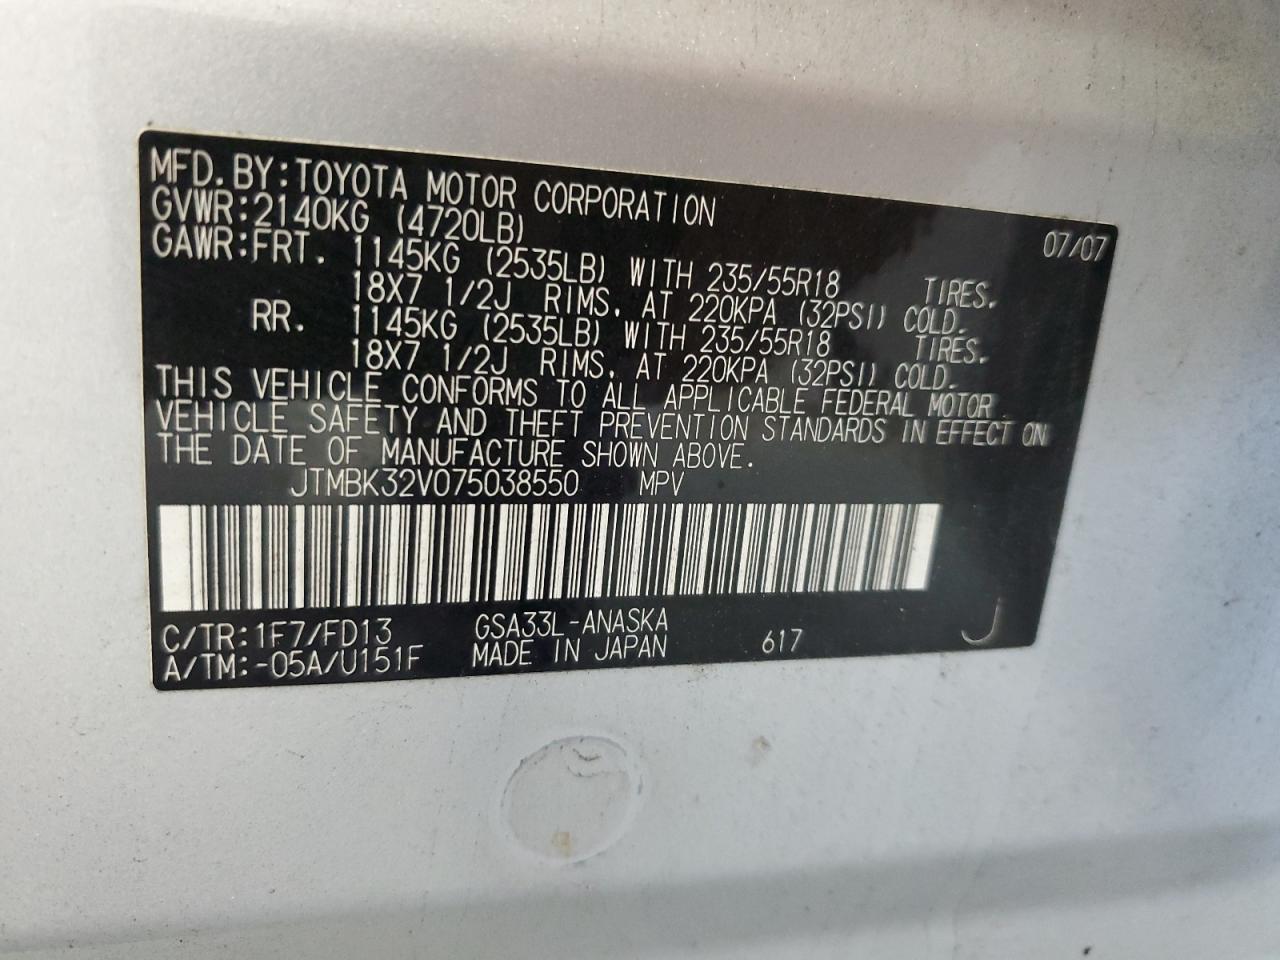 MFD.BY:TOYOTA MOTOR CORPORATION 07/07
GVWR:2140KG (4720LB)
GAWR:FRT. 1145KG (2535LB) WITH 235/55R18 TIRES.
18X7 1/2J RIMS. AT 220KPA (32PSI) COLD.
RR. 1145KG (2535LB) WITH 235/55R18 TIRES.
18X7 1/2J RIMS. AT 220KPA (32PSI) COLD.
THIS VEHICLE CONFORMS TO ALL APPLICABLE FEDERAL MOTOR
VEHICLE SAFETY AND THEFT PREVENTION STANDARDS IN EFFECT ON
THE DATE OF MANUFACTURE SHOWN ABOVE.
JTMBK32V075038550 MPV
C/TR:1F7/FD13 GSA33L-ANASKA
A/TM:-05A/U151F MADE IN JAPAN 617 J